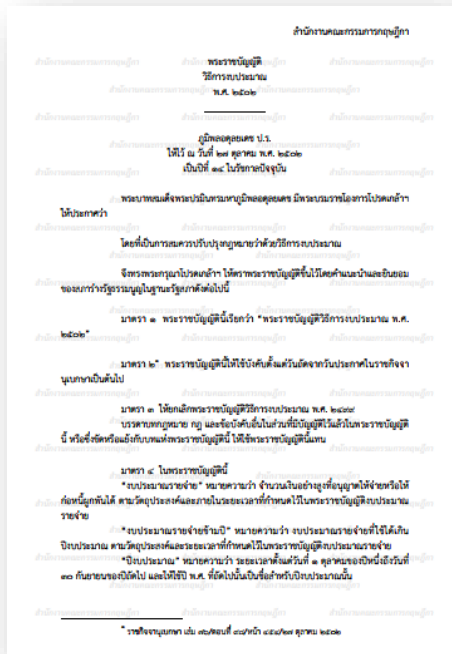 สำนักงานคณะกรรมการกฤษฎีกา
พระราชบัญญัติ
วิธีการงบประมาณ
พ.ศ. ๒๕๐๒
ภูมิพลอดุลยเดช ป.ร.
ให้ไว้ ณ วันที่ ๒๗ ตุลาคม พ.ศ. ๒๕๐๒
เป็นปีที่ ๑๔ ในรัชกาลปัจจุบัน
พระบาทสมเด็จพระปรมินทรมหาภูมิพลอดุลยเดช มีพระบรมราชโองการโปรดเกล้าฯ
ให้ประกาศว่า
โดยที่เป็นการสมควรปรับปรุงกฎหมายว่าด้วยวิธีการงบประมาณ
จึงทรงพระกรุณาโปรดเกล้าฯ ให้ตราพระราชบัญญัติขึ้นไว้โดยคำแนะนำและยินยอม
ของสภาร่างรัฐธรรมนูญในฐานะรัฐสภาดังต่อไปนี้
มาตรา ๑ พระราชบัญญัตินี้เรียกว่า “พระราชบัญญัติวิธีการงบประมาณ พ.ศ.
๒๕๐๒”
มาตรา ๒* พระราชบัญญัตินี้ให้ใช้บังคับตั้งแต่วันถัดจากวันประกาศในราชกิจจา
นุเบกษาเป็นต้นไป
มาตรา ๓ ให้ยกเลิกพระราชบัญญัติวิธีการงบประมาณ พ.ศ. ๒๔๙๙
บรรดาบทกฎหมาย กฎ และข้อบังคับอื่นในส่วนที่มีบัญญัติไว้แล้วในพระราชบัญญัติ
นี้ หรือซึ่งขัดหรือแย้งกับบทแห่งพระราชบัญญัตินี้ ให้ใช้พระราชบัญญัตินี้แทน
มาตรา ๔ ในพระราชบัญญัตินี้
“งบประมาณรายจ่าย” หมายความว่า จำนวนเงินอย่างสูงที่อนุญาตให้จ่ายหรือให้
ก่อหนี้ผูกพันได้ ตามวัตถุประสงค์และภายในระยะเวลาที่กำหนดไว้ในพระราชบัญญัติงบประมาณ
รายจ่าย
“งบประมาณรายจ่ายข้ามปี” หมายความว่า งบประมาณรายจ่ายที่ใช้ได้เกิน
ปีงบประมาณ ตามวัตถุประสงค์และระยะเวลาที่กำหนดไว้ในพระราชบัญญัติงบประมาณรายจ่าย
“ปีงบประมาณ” หมายความว่า ระยะเวลาตั้งแต่วันที่ ๑ ตุลาคมของปีหนึ่งถึงวันที่
๓๐ กันยายนของปีถัดไป และให้ใช้ปี พ.ศ. ที่ถัดไปนั้นเป็นชื่อสำหรับปีงบประมาณนั้น
* ราชกิจจานุเบกษา เล่ม ๗๖/ตอนที่ ๙๘/หน้า ๔๕๔/๒๗ ตุลาคม ๒๕๐๒